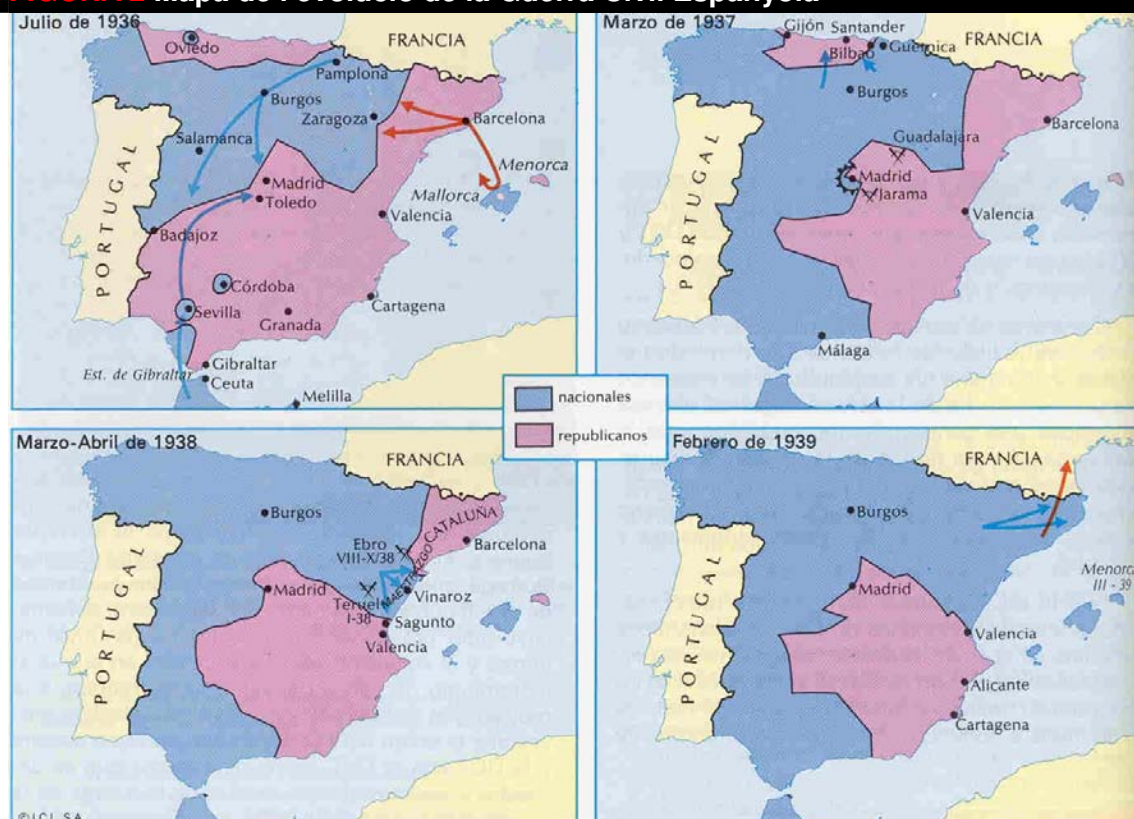 FIGURA 2 Mapa de l'evolució de la Guerra Civil Espanyola
Julio de 1936
FRANCIA
Oviedo
Pamplona
Burgos
Zaragoza
Barcelona
Salamanca
Menorca
Mallorca
PORTUGAL
Madrid
Toledo
Valencia
Badajoz
Córdoba
Sevilla
Granada
Cartagena
Est. de Gibraltar
Gibraltar
Ceuta
Melilla
Marzo de 1937
Gijón
Santander
FRANCIA
Bilbao
Guernica
Burgos
Barcelona
Guadalajara
PORTUGAL
Madrid
Jarama
Valencia
Málaga
nacionales
republicanos
Marzo-Abril de 1938
FRANCIA
Burgos
CATALUÑA
Ebro
VIII-X/38
Barcelona
MAESTRAZGO
PORTUGAL
Madrid
Teruel
I-38
Vinaroz
Sagunto
Valencia
© I.C.I., S.A.
Febrero de 1939
FRANCIA
Burgos
Menorca
III - 39
PORTUGAL
Madrid
Valencia
Alicante
Cartagena